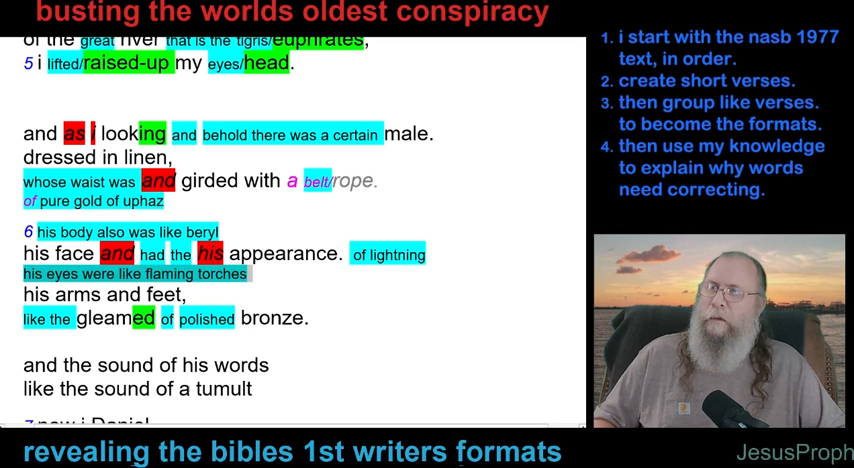 busting the worlds oldest conspiracy
of the great river that is the tigris/euphrates,
5 i lifted/raised-up my eyes/head.
and as i looking and behold there was a certain male.
dressed in linen,
whose waist was and girded with a belt/rope.
of pure gold of uphaz
6 his body also was like beryl
his face and had the his appearance. of lightning
his eyes were like flaming torches
his arms and feet,
like the gleamed of polished bronze.
and the sound of his words
like the sound of a tumult
7 now i Daniel
1. i start with the nasb 1977
text, in order.
2. create short verses.
3. then group like verses.
to become the formats.
4. then use my knowledge
to explain why words
need correcting.
revealing the bibles 1st writers formats
JesusProph